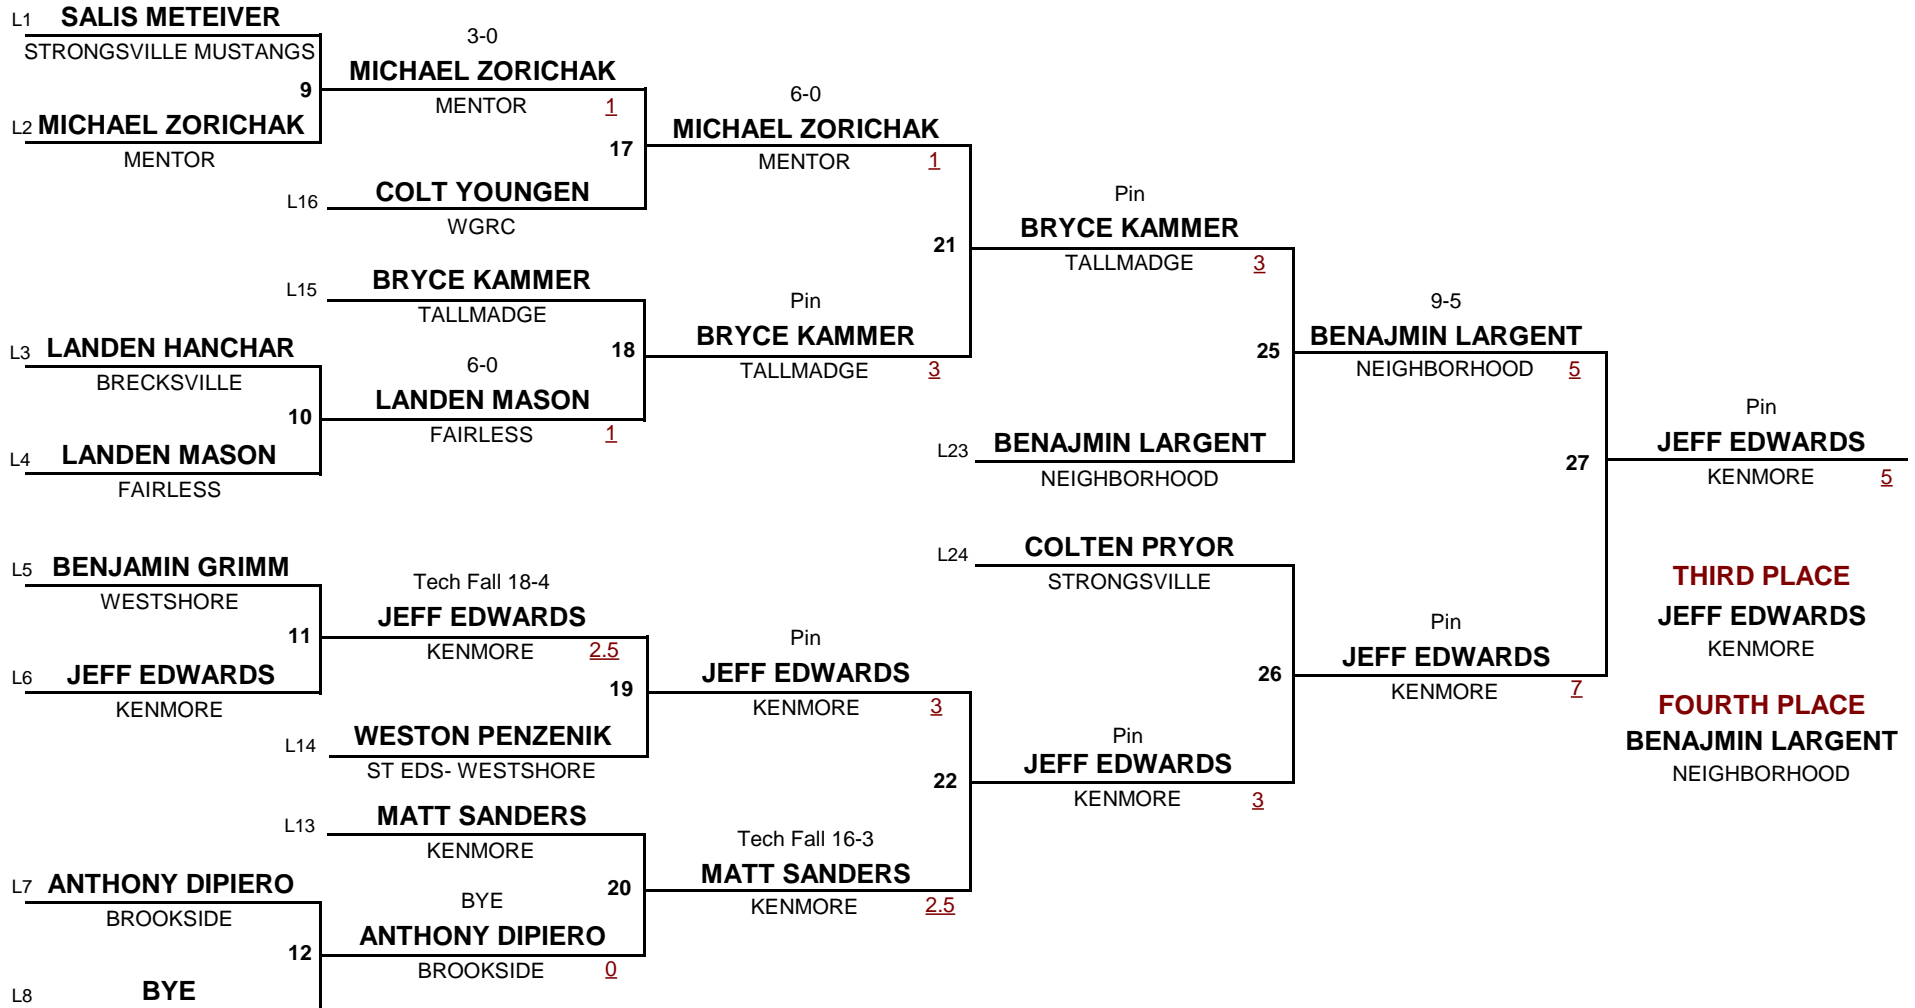 L1 SALIS METEIVER
STRONGSVILLE MUSTANGS
9
L2 MICHAEL ZORICHAK
MENTOR
3-0
MICHAEL ZORICHAK
MENTOR 1
17
L16 COLT YOUNGEN
WGRC
6-0
MICHAEL ZORICHAK
MENTOR 1
21
L15 BRYCE KAMMER
TALLMADGE
18
L3 LANDEN HANCHAR
BRECKSVILLE
10
L4 LANDEN MASON
FAIRLESS
6-0
LANDEN MASON
FAIRLESS 1
Pin
BRYCE KAMMER
TALLMADGE 3
Pin
BRYCE KAMMER
TALLMADGE 3
25
L23 BENAJMIN LARGENT
NEIGHBORHOOD
9-5
BENAJMIN LARGENT
NEIGHBORHOOD 5
27
Pin
JEFF EDWARDS
KENMORE 5
L5 BENJAMIN GRIMM
WESTSHORE
11
L6 JEFF EDWARDS
KENMORE
Tech Fall 18-4
JEFF EDWARDS
KENMORE 2.5
19
L14 WESTON PENZENIK
ST EDS- WESTSHORE
Pin
JEFF EDWARDS
KENMORE 3
22
L13 MATT SANDERS
KENMORE
20
L7 ANTHONY DIPIERO
BROOKSIDE
12
L8 BYE
BYE
ANTHONY DIPIERO
BROOKSIDE 0
Tech Fall 16-3
MATT SANDERS
KENMORE 2.5
Pin
JEFF EDWARDS
KENMORE 3
L24 COLTEN PRYOR
STRONGSVILLE
26
Pin
JEFF EDWARDS
KENMORE 7
THIRD PLACE
JEFF EDWARDS
KENMORE
FOURTH PLACE
BENAJMIN LARGENT
NEIGHBORHOOD